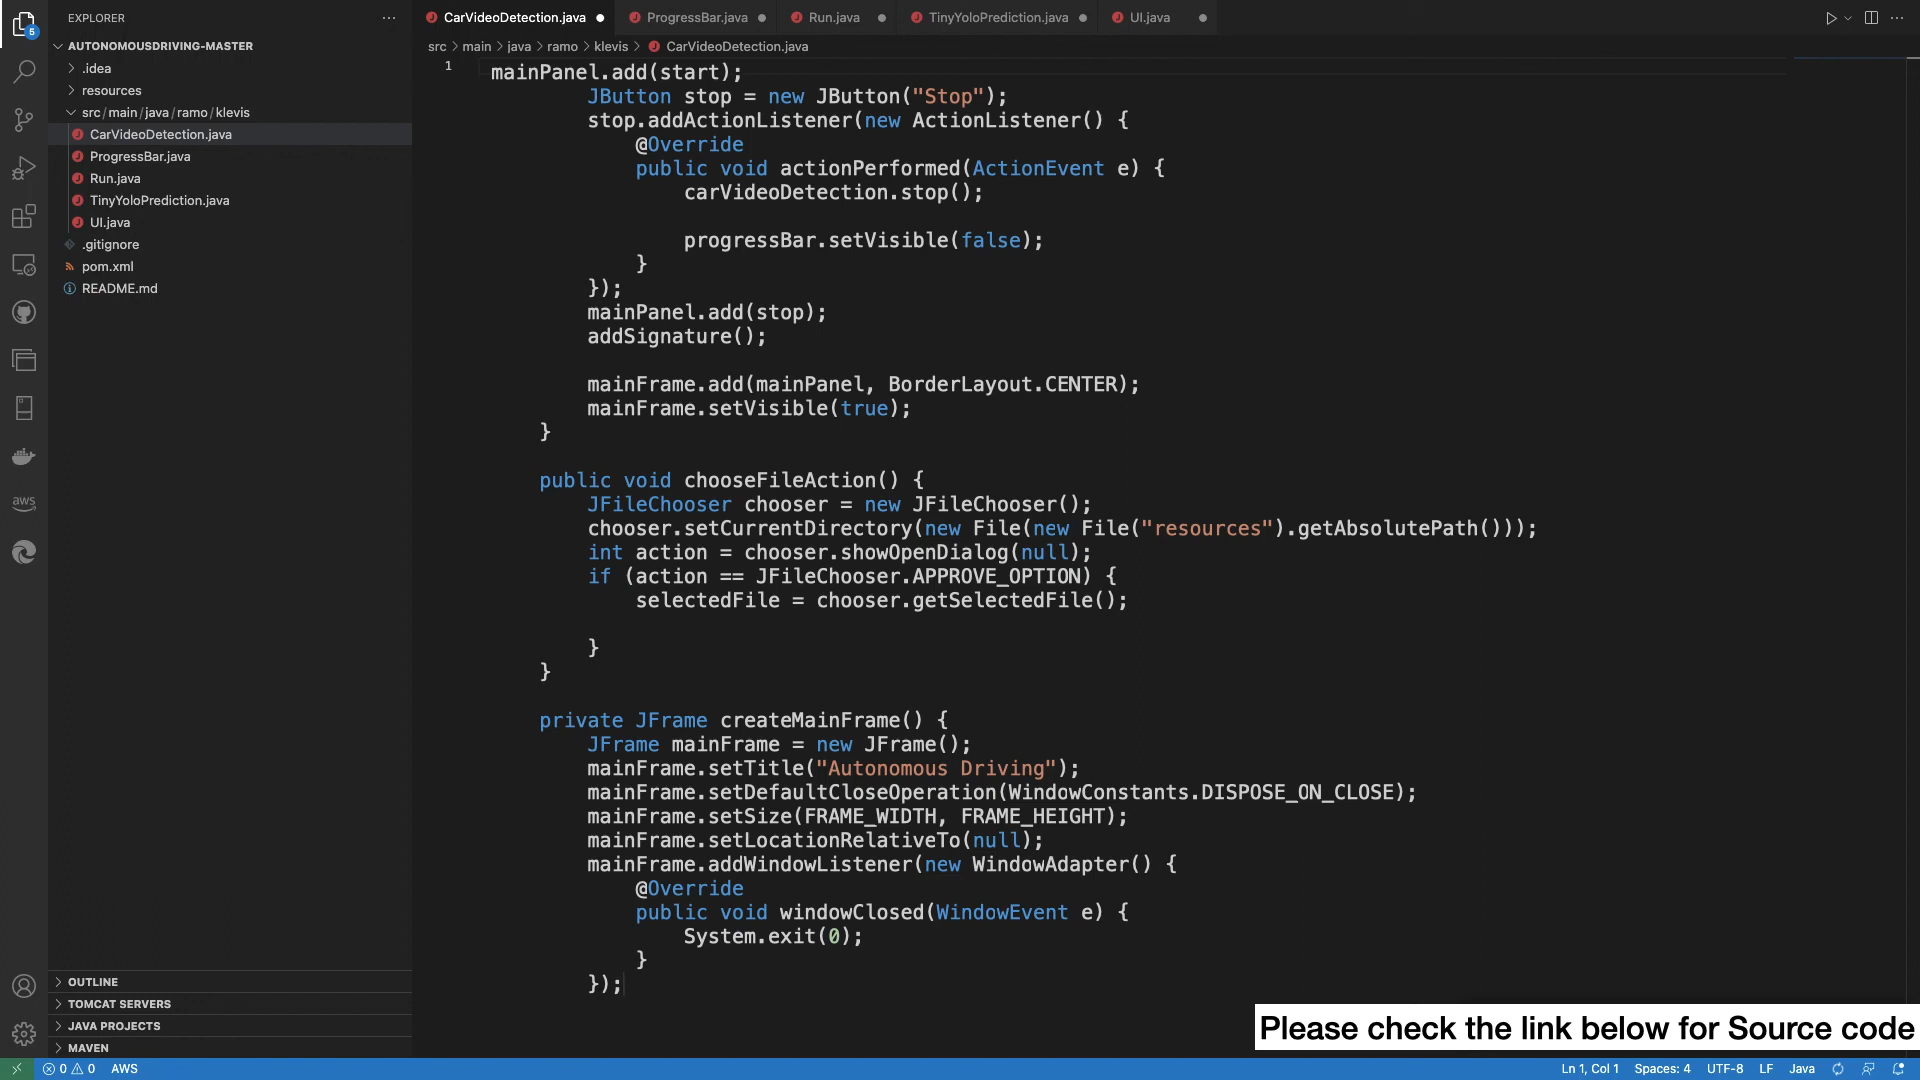 EXPLORER
AUTONOMOUSDRIVING-MASTER
.idea
resources
src/main/java/ramo/klevis
CarVideoDetection.java
ProgressBar.java
Run.java
TinyYoloPrediction.java
UI.java
.gitignore
pom.xml
README.md
OUTLINE
TOMCAT SERVERS
JAVA PROJECTS
MAVEN
5
aws
CarVideoDetection.java
ProgressBar.java
Run.java
TinyYoloPrediction.java
UI.java
src > main > java > ramo > klevis > CarVideoDetection.java
1
mainPanel.add(start);
JButton stop = new JButton("Stop");
stop.addActionListener(new ActionListener() {
@Override
public void actionPerformed(ActionEvent e) {
carVideoDetection.stop();
progressBar.setVisible(false);
}
});
mainPanel.add(stop);
addSignature();
mainFrame.add(mainPanel, BorderLayout.CENTER);
mainFrame.setVisible(true);
}
public void chooseFileAction() {
JFileChooser chooser = new JFileChooser();
chooser.setCurrentDirectory(new File(new File("resources").getAbsolutePath()));
int action = chooser.showOpenDialog(null);
if (action == JFileChooser.APPROVE_OPTION) {
selectedFile = chooser.getSelectedFile();
}
}
private JFrame createMainFrame() {
JFrame mainFrame = new JFrame();
mainFrame.setTitle("Autonomous Driving");
mainFrame.setDefaultCloseOperation(WindowConstants.DISPOSE_ON_CLOSE);
mainFrame.setSize(FRAME_WIDTH, FRAME_HEIGHT);
mainFrame.setLocationRelativeTo(null);
mainFrame.addWindowListener(new WindowAdapter() {
@Override
public void windowClosed(WindowEvent e) {
System.exit(0);
}
});
Please check the link below for Source code
0 0 AWS
Ln 1, Col 1 Spaces: 4 UTF-8 LF Java